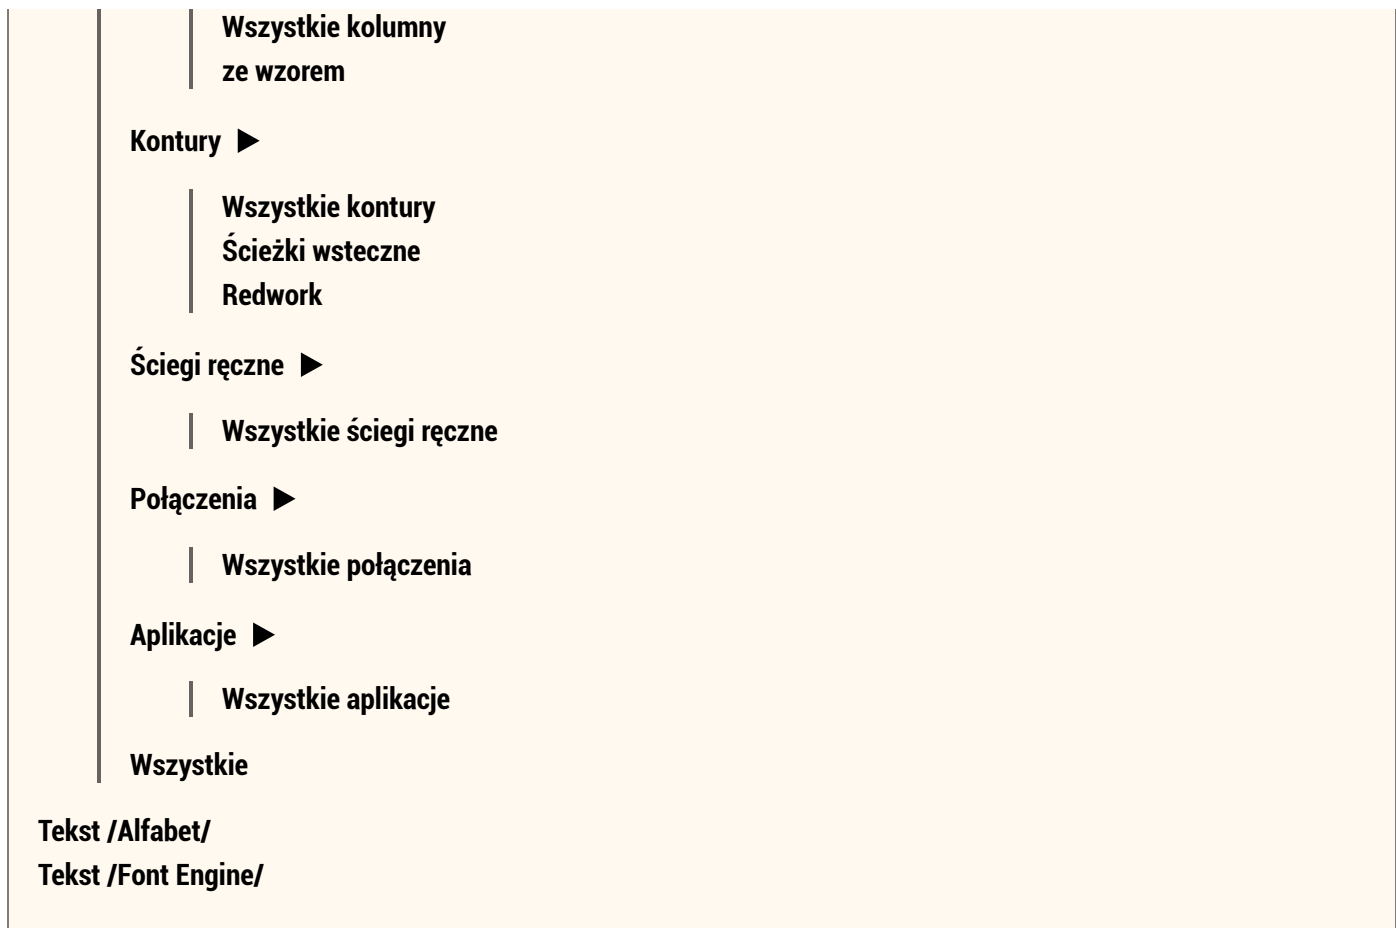 Wszystkie kolumny
ze wzorem
Kontury ▶
Wszystkie kontury
Ścieżki wsteczne
Redwork
Ściegi ręczne ▶
Wszystkie ściegi ręczne
Połączenia ▶
Wszystkie połączenia
Aplikacje ▶
Wszystkie aplikacje
Wszystkie
Tekst /Alfabet/
Tekst /Font Engine/